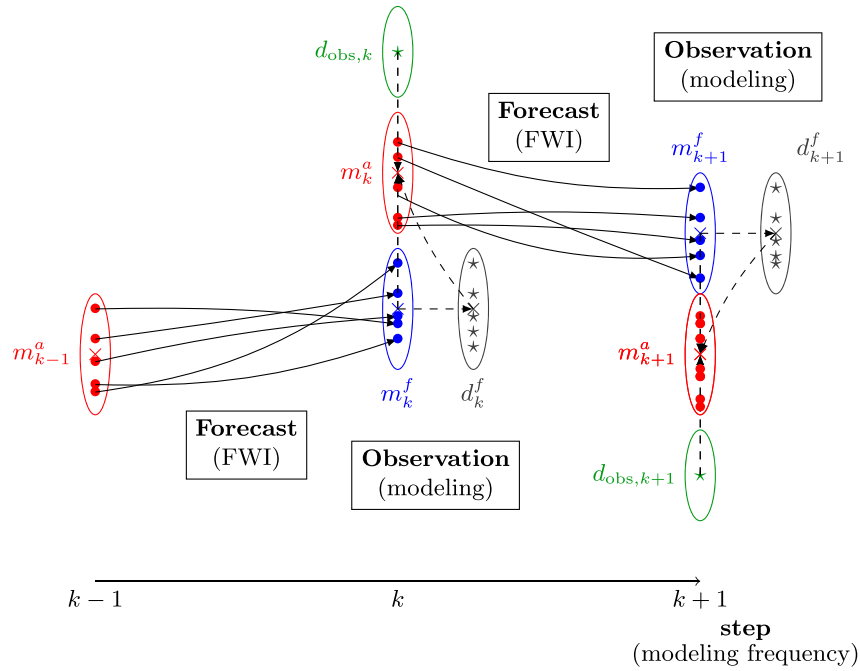 d_obs,k
Observation
(modeling)
Forecast
(FWI)
m^f_{k+1}
d^f_{k+1}
m^a_k
m^a_{k-1}
m^a_{k+1}
m^f_k
d^f_k
Forecast
(FWI)
Observation
(modeling)
d_obs,k+1
k − 1
k
k + 1
step
(modeling frequency)